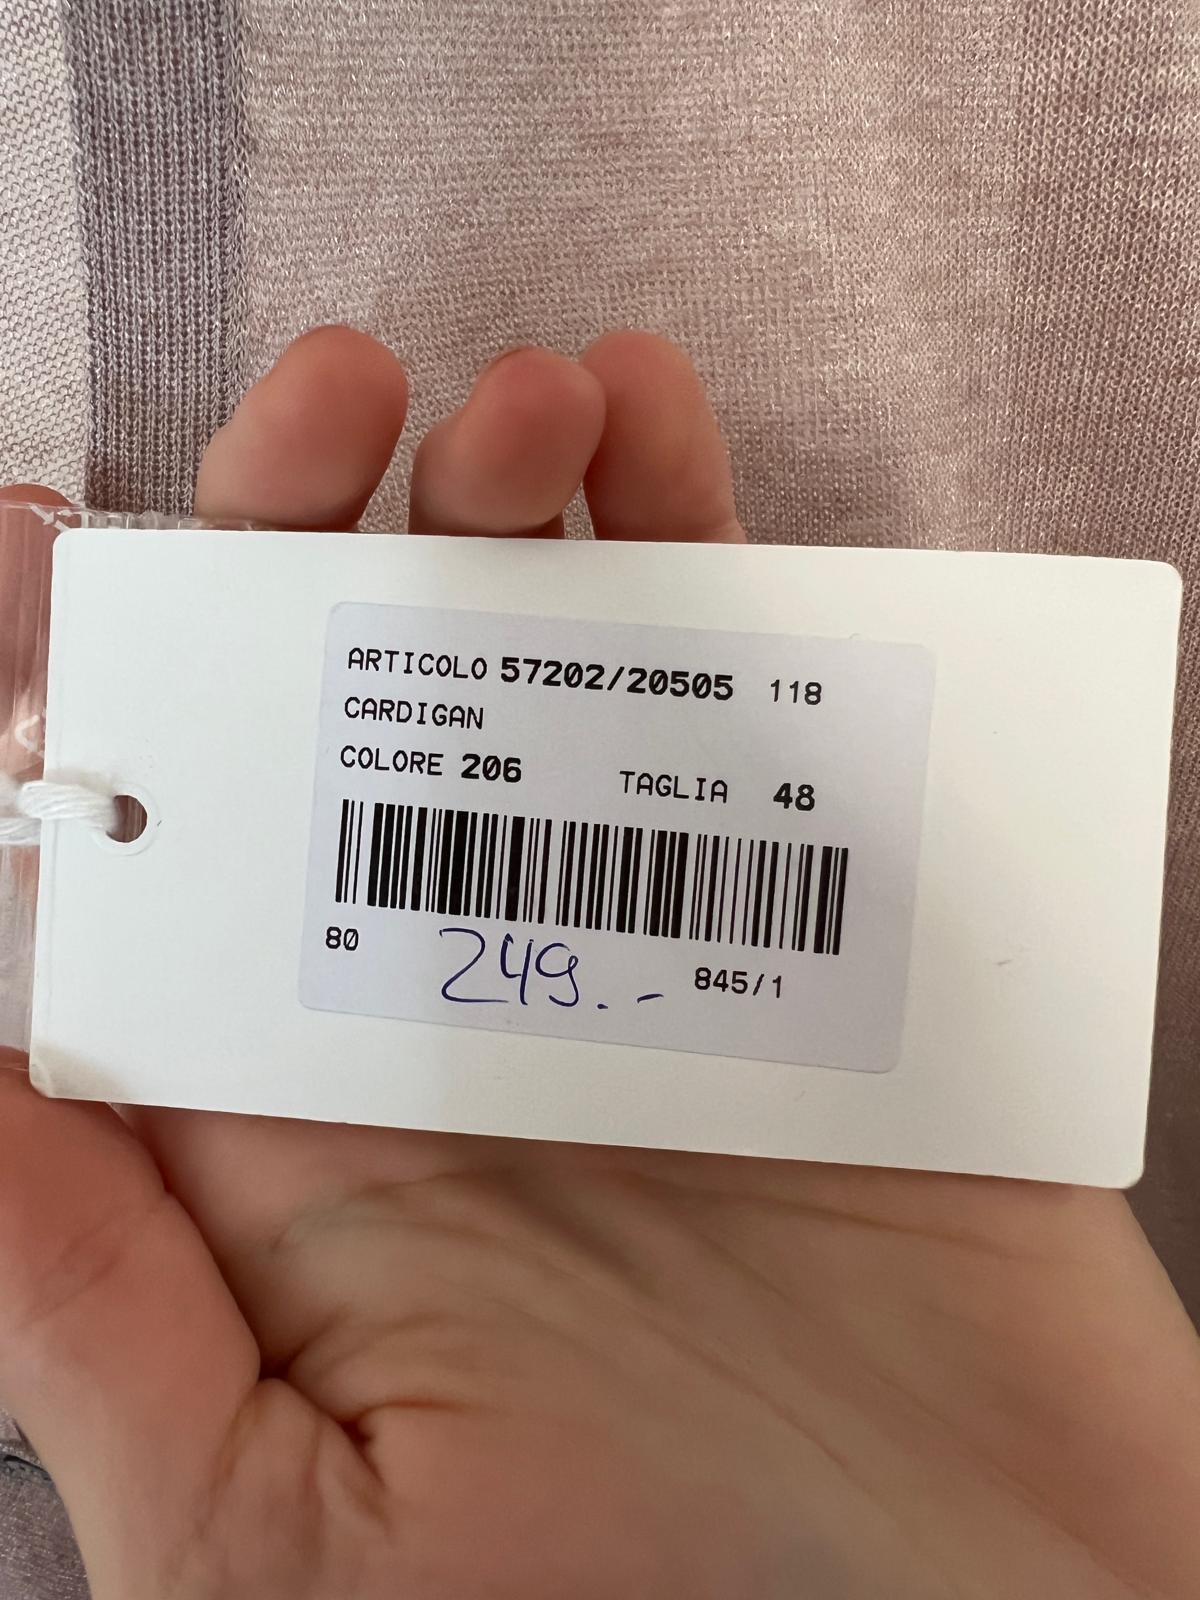 ARTICOLO 57202/20505 118
CARDIGAN
COLORE 206 TAGLIA 48
80 249.- 845/1